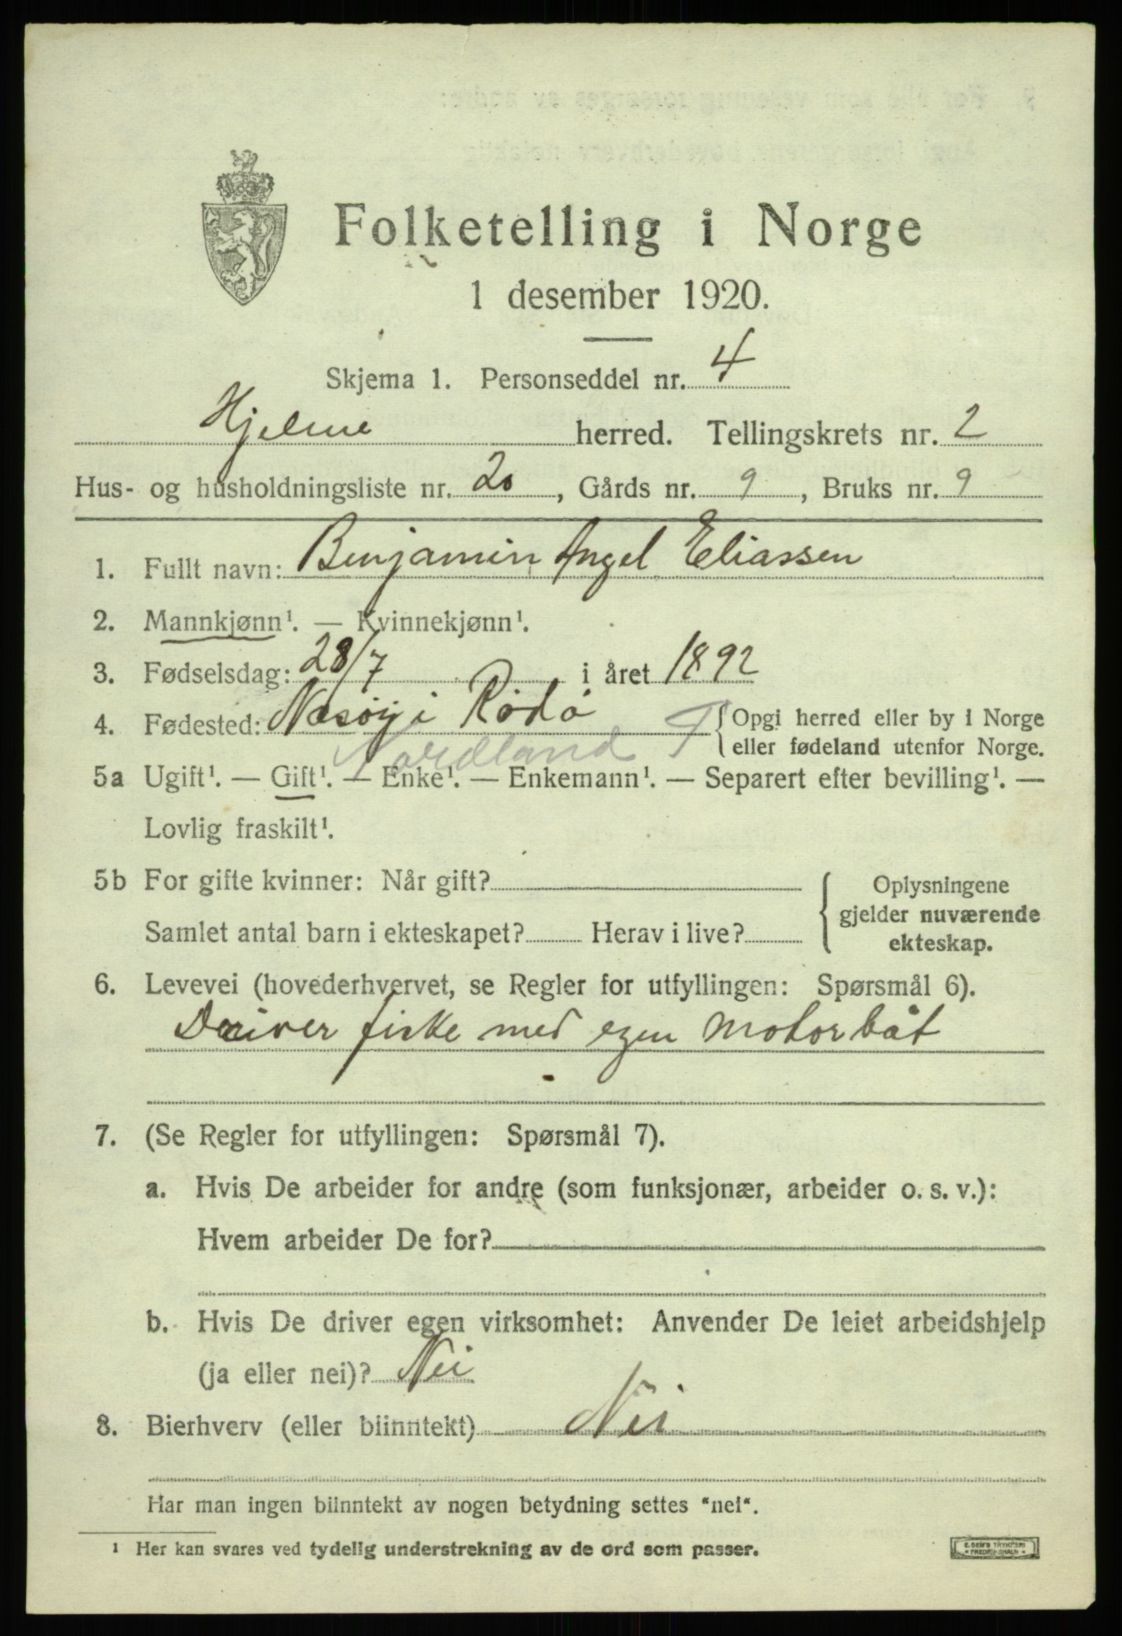 Folketelling i Norge
1 desember 1920.
Skjema 1. Personseddel nr. 4
Hjelme herred. Tellingskrets nr. 2
Hus- og husholdningsliste nr. 20, Gårds nr. 9, Bruks nr. 9
1. Fullt navn: Benjamin Angel Eliassen
2. Mannkjønn¹. — Kvinnekjønn¹.
3. Fødselsdag: 28/7 i året 1892
4. Fødested: Nesøy i Rødø {Opgi herred eller by i Norge
Nordland F eller fødeland utenfor Norge.
5a Ugift¹. — Gift¹. — Enke¹. — Enkemann¹. — Separert efter bevilling¹. —
Lovlig fraskilt¹.
5b For gifte kvinner: Når gift? Oplysningene
gjelder nuværende
Samlet antal barn i ekteskapet? Herav i live? ekteskap.
6. Levevei (hovederhvervet, se Regler for utfyllingen: Spørsmål 6).
Driver fiske med egen motorbåt
7. (Se Regler for utfyllingen: Spørsmål 7).
a. Hvis De arbeider for andre (som funksjonær, arbeider o. s. v.):
Hvem arbeider De for?
b. Hvis De driver egen virksomhet: Anvender De leiet arbeidshjelp
(ja eller nei)? Nei
8. Bierhverv (eller biinntekt) Nei
Har man ingen biinntekt av nogen betydning settes "nei".
¹ Her kan svares ved tydelig understrekning av de ord som passer.